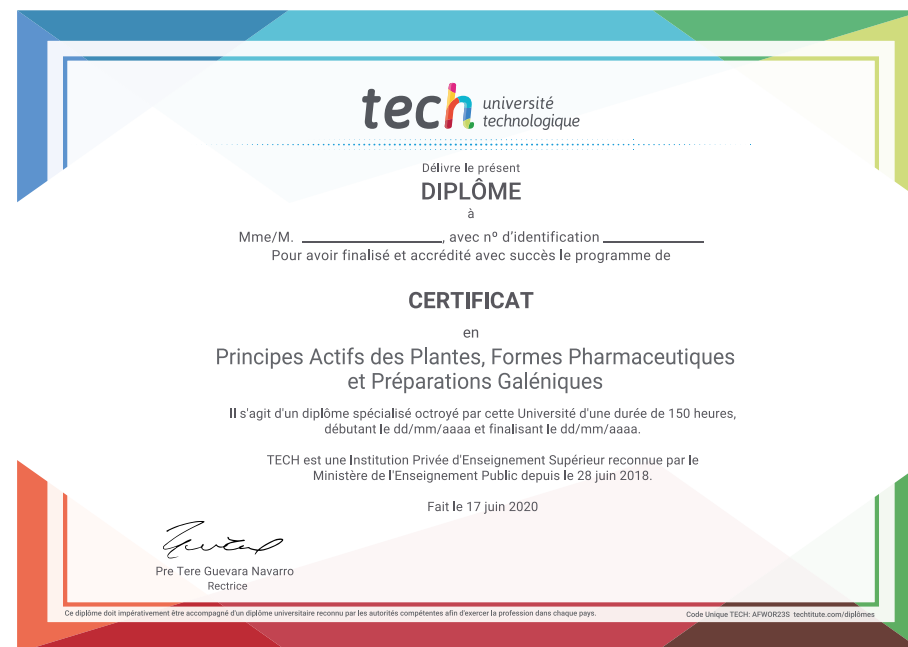 tech université
technologique
Délivre le présent
DIPLÔME
à
Mme/M. ____________________, avec nº d'identification ______________
Pour avoir finalisé et accrédité avec succès le programme de
CERTIFICAT
en
Principes Actifs des Plantes, Formes Pharmaceutiques
et Préparations Galéniques
Il s'agit d'un diplôme spécialisé octroyé par cette Université d'une durée de 150 heures,
débutant le dd/mm/aaaa et finalisant le dd/mm/aaaa.
TECH est une Institution Privée d'Enseignement Supérieur reconnue par le
Ministère de l'Enseignement Public depuis le 28 juin 2018.
Fait le 17 juin 2020
Pre Tere Guevara Navarro
Rectrice
Ce diplôme doit impérativement être accompagné d'un diplôme universitaire reconnu par les autorités compétentes afin d'exercer la profession dans chaque pays.
Code Unique TECH: AFWOR23S techtitute.com/diplômes